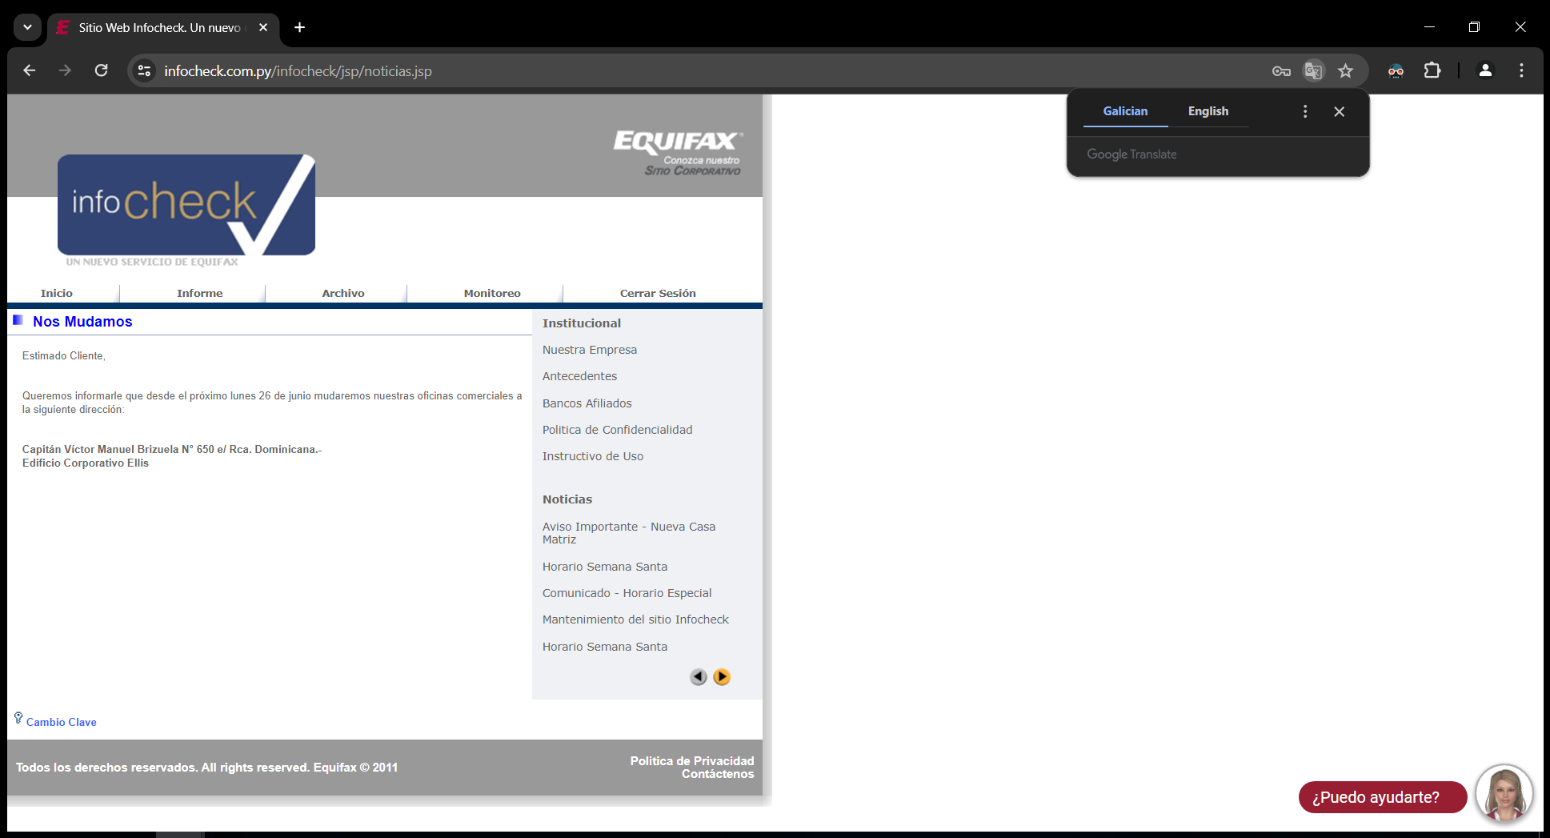 Sitio Web Infocheck. Un nuevo
infocheck.com.py/infocheck/jsp/noticias.jsp
Galician English
Google Translate
EQUIFAX
Conozca nuestro
SITIO CORPORATIVO
infocheck
UN NUEVO SERVICIO DE EQUIFAX
Inicio Informe Archivo Monitoreo Cerrar Sesión
Nos Mudamos
Estimado Cliente,
Queremos informarle que desde el próximo lunes 26 de junio mudaremos nuestras oficinas comerciales a
la siguiente dirección:
Capitán Víctor Manuel Brizuela N° 650 e/ Rca. Dominicana.-
Edificio Corporativo Ellis
Institucional
Nuestra Empresa
Antecedentes
Bancos Afiliados
Politica de Confidencialidad
Instructivo de Uso
Noticias
Aviso Importante - Nueva Casa
Matriz
Horario Semana Santa
Comunicado - Horario Especial
Mantenimiento del sitio Infocheck
Horario Semana Santa
Cambio Clave
Todos los derechos reservados. All rights reserved. Equifax © 2011
Politica de Privacidad
Contáctenos
¿Puedo ayudarte?